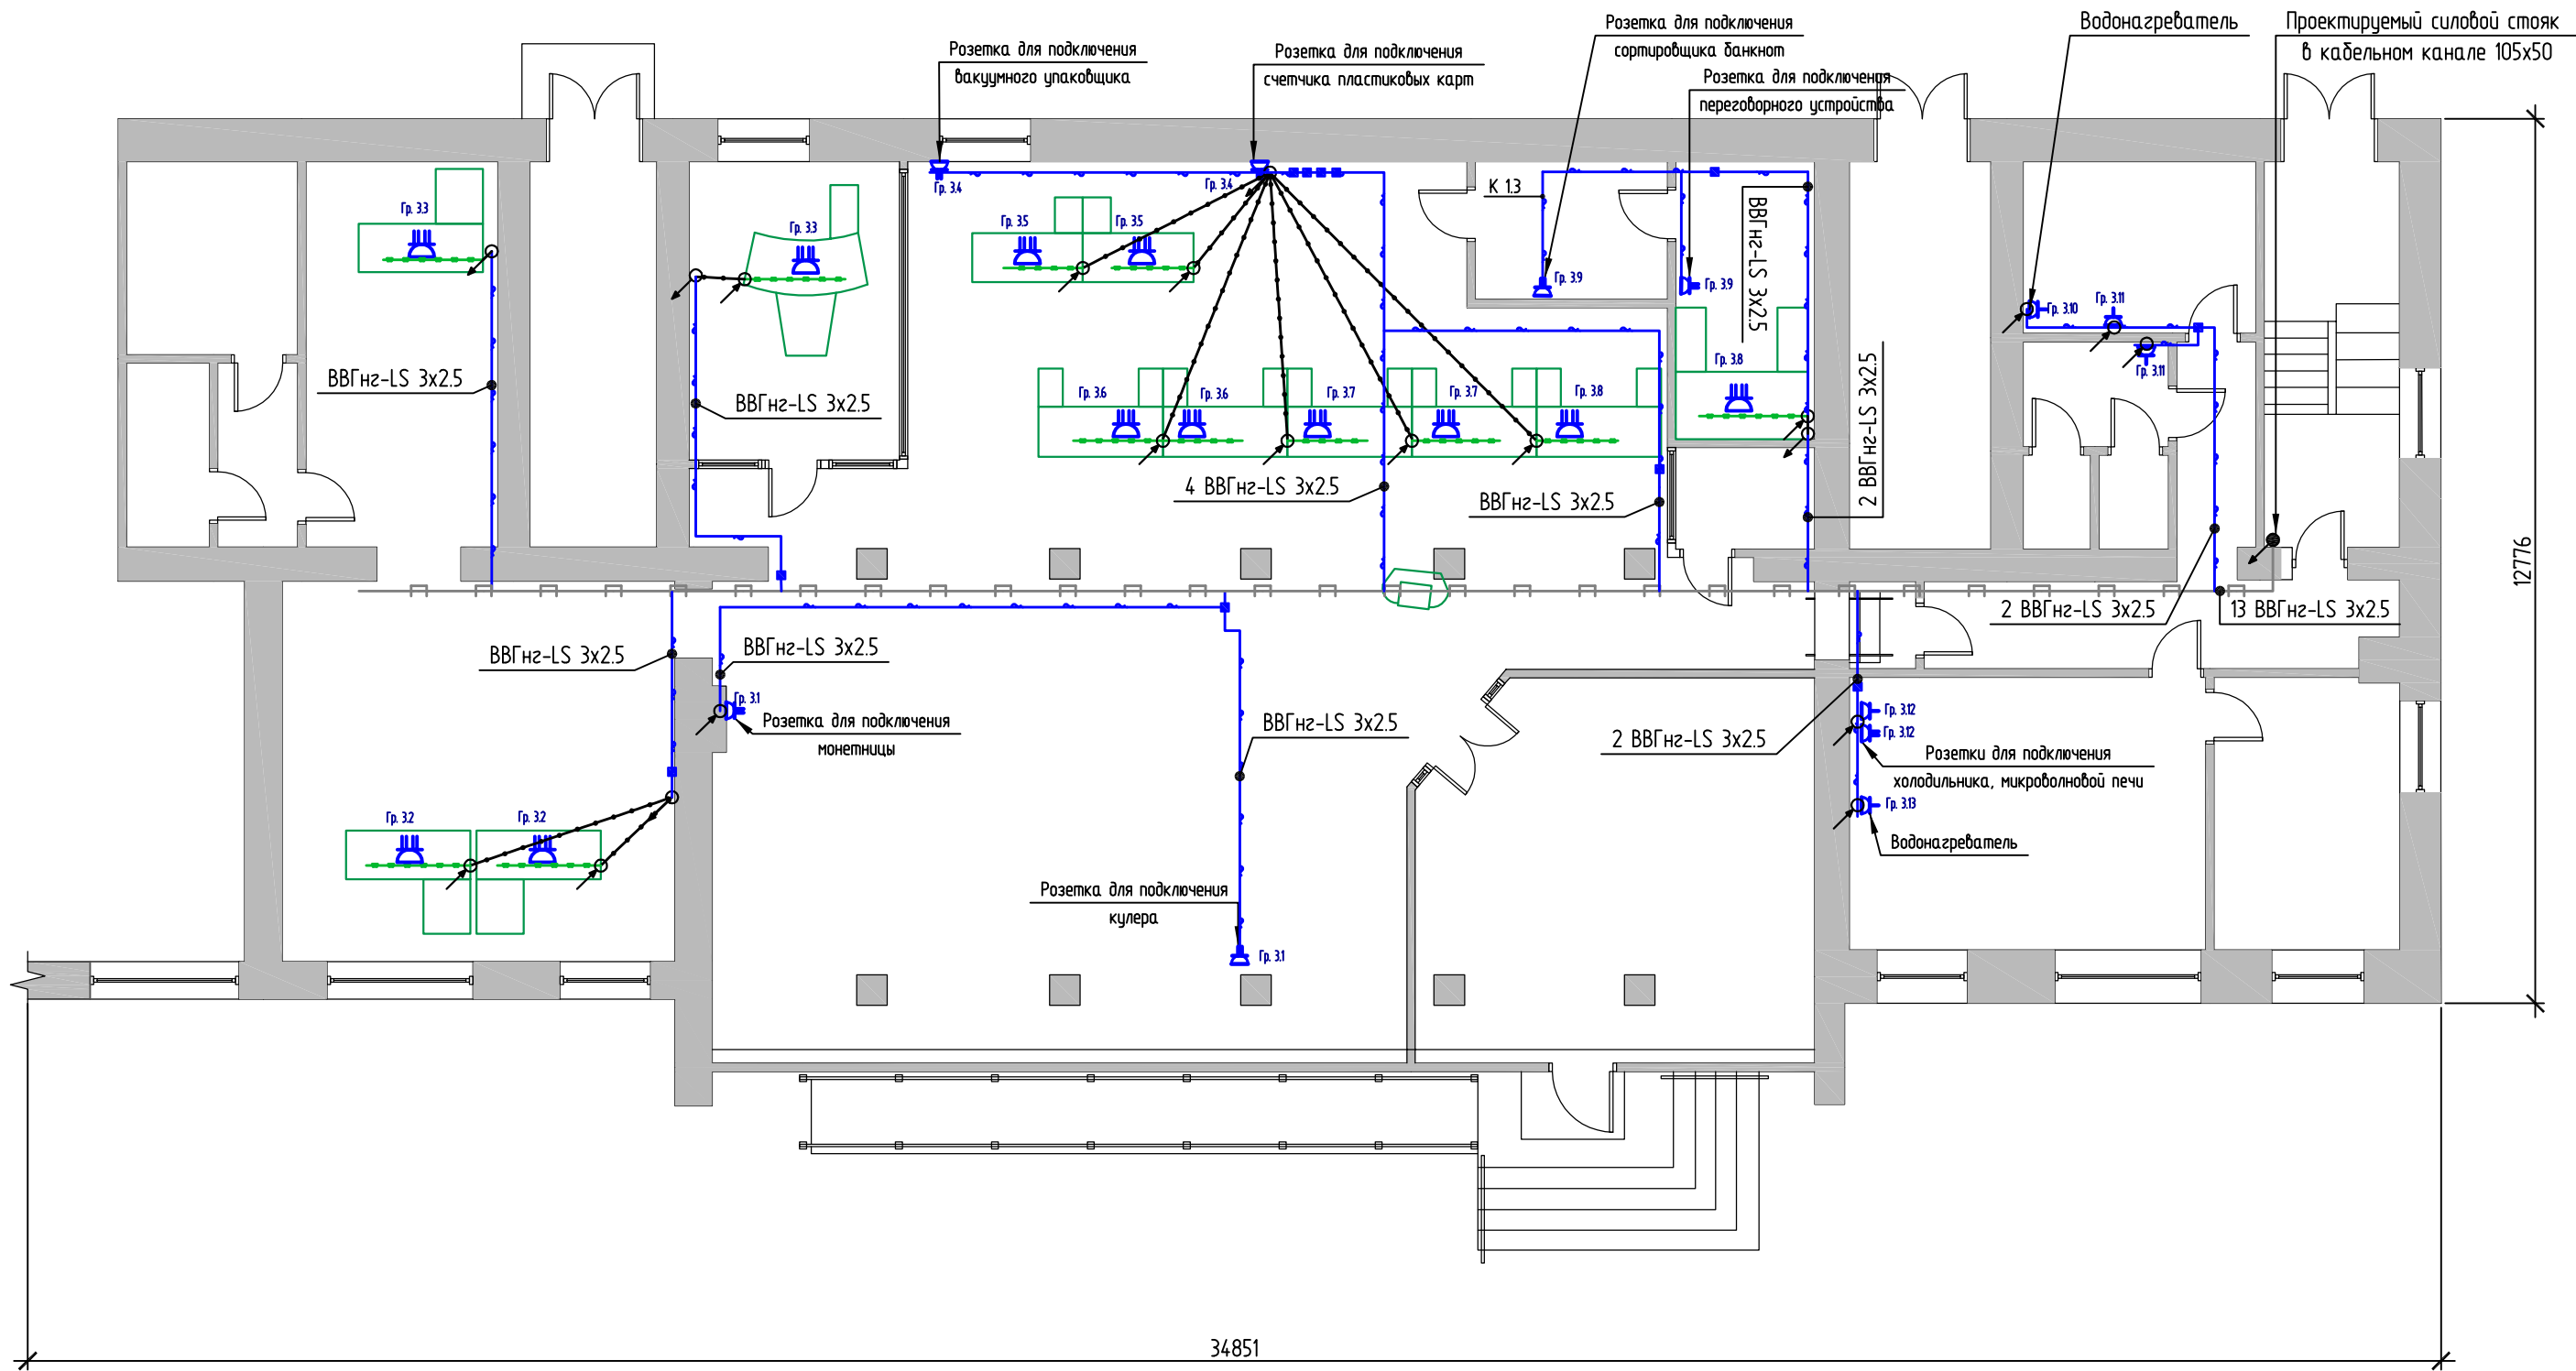 Розетка для подключения
вакуумного упаковщика
Розетка для подключения
счетчика пластиковых карт
Розетка для подключения
сортировщика банкнот
Розетка для подключения
переговорного устройства
Водонагреватель
Проектируемый силовой стояк
в кабельном канале 105х50
Гр. 3.4
Гр. 3.4
К 1.3
Гр. 3.3
Гр. 3.3
Гр. 3.5
Гр. 3.5
Гр. 3.9
Гр. 3.9
ВВГнг-LS 3х2.5
Гр. 3.10
Гр. 3.11
Гр. 3.11
ВВГнг-LS 3х2.5
ВВГнг-LS 3х2.5
Гр. 3.6
Гр. 3.6
Гр. 3.7
Гр. 3.7
Гр. 3.8
Гр. 3.8
2 ВВГнг-LS 3х2.5
4 ВВГнг-LS 3х2.5
ВВГнг-LS 3х2.5
12776
2 ВВГнг-LS 3х2.5
13 ВВГнг-LS 3х2.5
ВВГнг-LS 3х2.5
ВВГнг-LS 3х2.5
Гр. 3.1
Розетка для подключения
монетницы
ВВГнг-LS 3х2.5
2 ВВГнг-LS 3х2.5
Гр. 3.12
Гр. 3.12
Розетки для подключения
холодильника, микроволновой печи
Гр. 3.13
Водонагреватель
Гр. 3.2
Гр. 3.2
Розетка для подключения
кулера
Гр. 3.1
34851